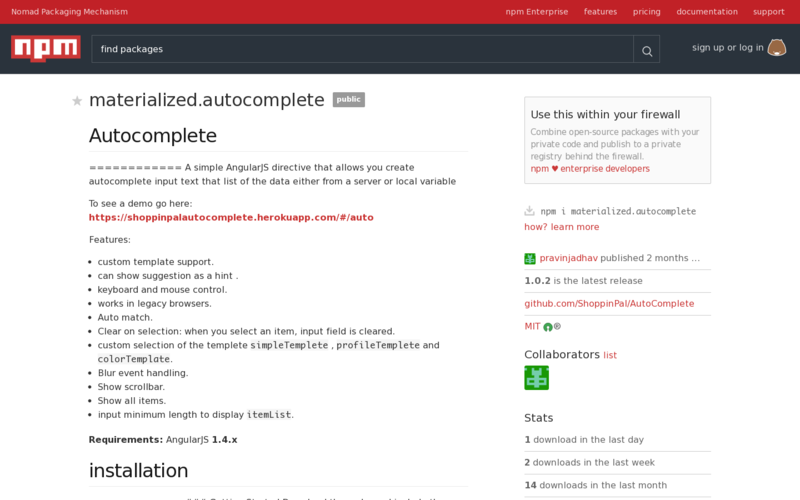 Nomad Packaging Mechanism
npm Enterprise features pricing documentation support
npm
find packages
sign up or log in
materialized.autocomplete public
Autocomplete
============ A simple AngularJS directive that allows you create
autocomplete input text that list of the data either from a server or local variable
To see a demo go here:
https://shoppinpalautocomplete.herokuapp.com/#/auto
Features:
• custom template support.
• can show suggestion as a hint .
• keyboard and mouse control.
• works in legacy browsers.
• Auto match.
• Clear on selection: when you select an item, input field is cleared.
• custom selection of the templete simpleTemplete , profileTemplete and
colorTemplate.
• Blur event handling.
• Show scrollbar.
• Show all items.
• input minimum length to display itemList.
Requirements: AngularJS 1.4.x
installation
Use this within your firewall
Combine open-source packages with your
private code and publish to a private
registry behind the firewall.
npm ♥ enterprise developers
npm i materialized.autocomplete
how? learn more
pravinjadhav published 2 months ...
1.0.2 is the latest release
github.com/ShoppinPal/AutoComplete
MIT ®
Collaborators list
Stats
1 download in the last day
2 downloads in the last week
14 downloads in the last month